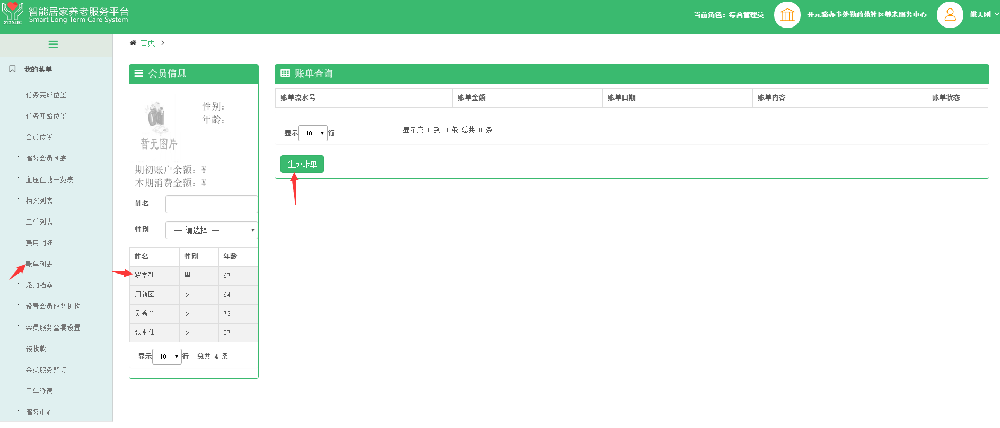 智能居家养老服务平台
Smart Long Term Care System
212SLTC
当前角色：综合管理员
开元路办事处勤政苑社区养老服务中心
姚天刚
首页
我的菜单
任务完成位置
任务开始位置
会员位置
服务会员列表
血压血糖一览表
档案列表
工单列表
费用明细
账单列表
添加档案
设置会员服务机构
会员服务套餐设置
预收款
会员服务预订
工单派遣
服务中心
会员信息
性别：
年龄：
暂无图片
期初账户余额：￥
本期消费金额：￥
姓名
性别 — 请选择 —
姓名 性别 年龄
罗学勤 男 67
周新团 女 64
吴秀兰 女 73
张水仙 女 57
显示 10 行 总共 4 条
账单查询
账单流水号 账单金额 账单日期 账单内容 账单状态
显示 10 行 显示第 1 到 0 条 总共 0 条
生成账单